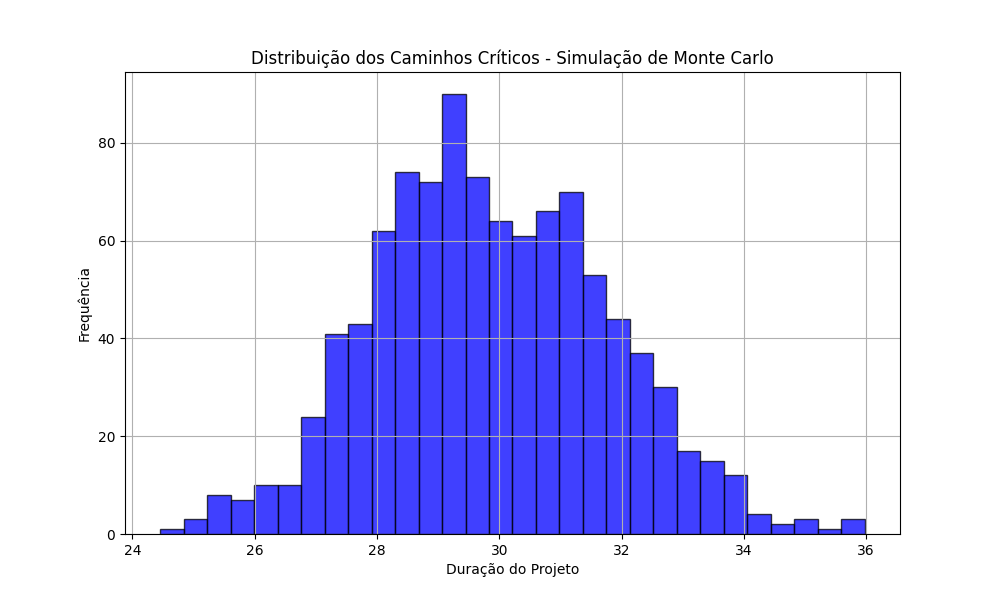 Distribuição dos Caminhos Críticos - Simulação de Monte Carlo
80
60
40
20
0
Frequência
24 26 28 30 32 34 36
Duração do Projeto